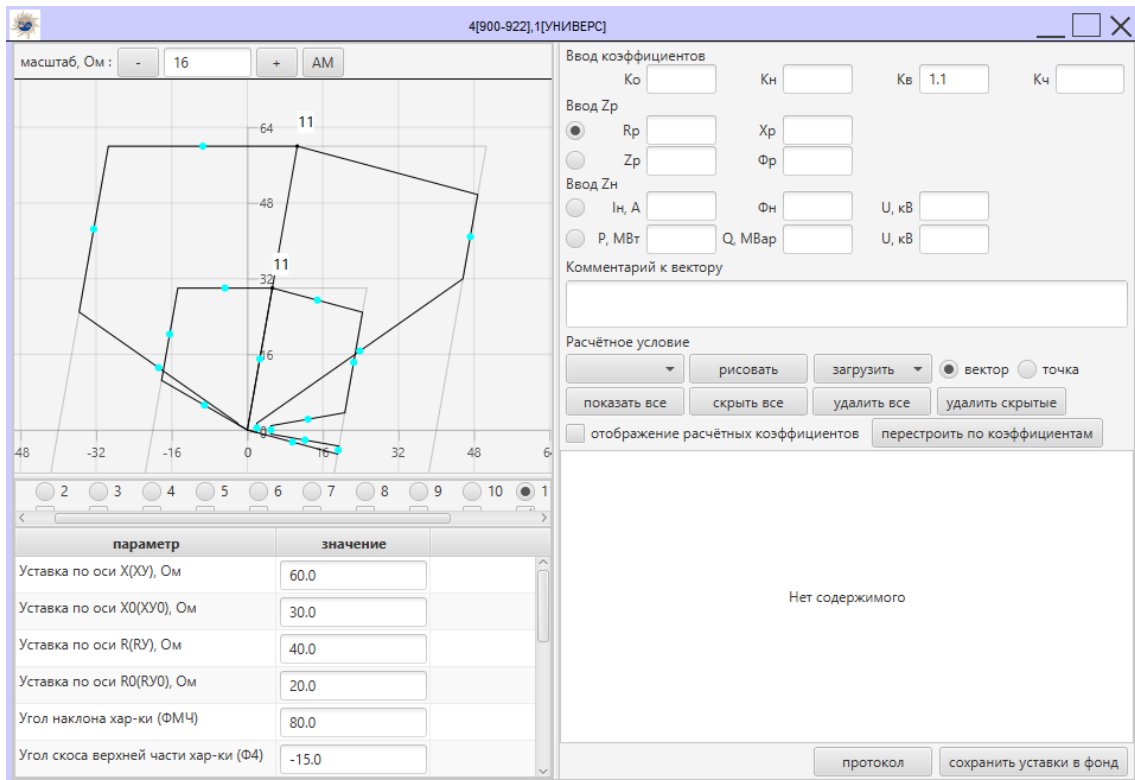 4[900-922],1[УНИВЕРС]
масштаб, Ом : - 16 + АМ
64
11
48
32
11
16
0
-48 -32 -16 0 16 32 48 64
2 3 4 5 6 7 8 9 10
параметр значение
Уставка по оси X(ХУ), Ом 60.0
Уставка по оси X0(ХУ0), Ом 30.0
Уставка по оси R(RУ), Ом 40.0
Уставка по оси R0(RУ0), Ом 20.0
Угол наклона хар-ки (ФМЧ) 80.0
Угол скоса верхней части хар-ки (Ф4) -15.0
Ввод коэффициентов
Ко Кн Кв 1.1 Кч
Ввод Zр
Rр Хр
Zр Фр
Ввод Zн
Iн, А Фн U, кВ
Р, МВт Q, МВар U, кВ
Комментарий к вектору
Расчётное условие
рисовать загрузить вектор точка
показать все скрыть все удалить все удалить скрытые
отображение расчётных коэффициентов перестроить по коэффициентам
Нет содержимого
протокол сохранить уставки в фонд